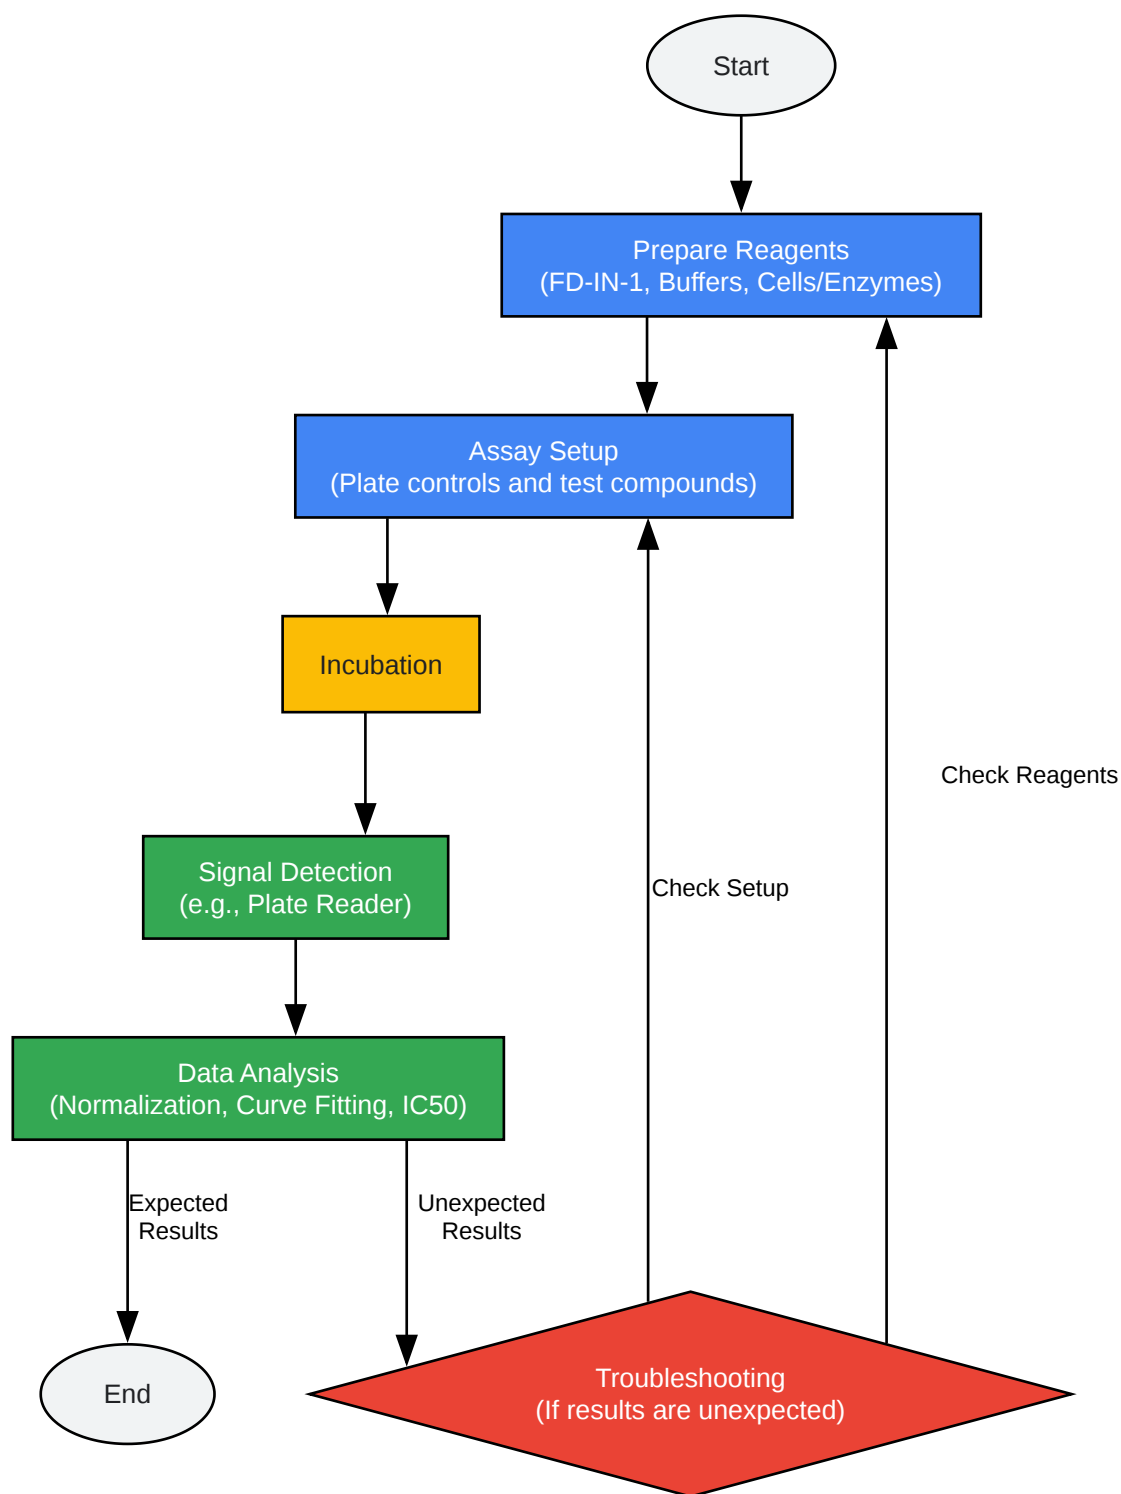 Start
Prepare Reagents
(FD-IN-1, Buffers, Cells/Enzymes)
Assay Setup
(Plate controls and test compounds)
Incubation
Check Reagents
Signal Detection
(e.g., Plate Reader)
Check Setup
Data Analysis
(Normalization, Curve Fitting, IC50)
Expected
Results
Unexpected
Results
End
Troubleshooting
(If results are unexpected)